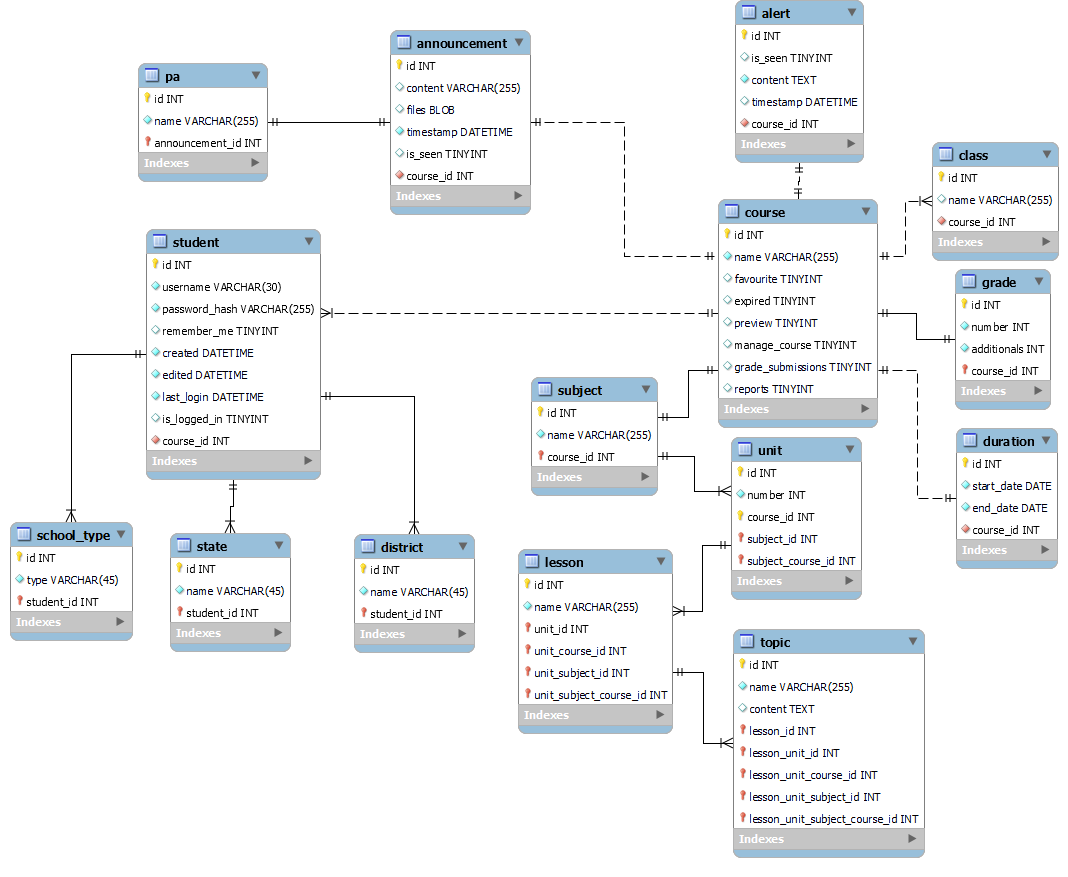 alert
id INT
is_seen TINYINT
content TEXT
timestamp DATETIME
course_id INT
Indexes
announcement
id INT
content VARCHAR(255)
files BLOB
timestamp DATETIME
is_seen TINYINT
course_id INT
Indexes
pa
id INT
name VARCHAR(255)
announcement_id INT
Indexes
class
id INT
name VARCHAR(255)
course_id INT
Indexes
course
id INT
name VARCHAR(255)
favourite TINYINT
expired TINYINT
preview TINYINT
manage_course TINYINT
grade_submissions TINYINT
reports TINYINT
Indexes
student
id INT
username VARCHAR(30)
password_hash VARCHAR(255)
remember_me TINYINT
created DATETIME
edited DATETIME
last_login DATETIME
is_logged_in TINYINT
course_id INT
Indexes
grade
id INT
number INT
additionals INT
course_id INT
Indexes
subject
id INT
name VARCHAR(255)
course_id INT
Indexes
duration
id INT
start_date DATE
end_date DATE
course_id INT
Indexes
unit
id INT
number INT
course_id INT
subject_id INT
subject_course_id INT
Indexes
school_type
id INT
type VARCHAR(45)
student_id INT
Indexes
state
id INT
name VARCHAR(45)
student_id INT
Indexes
district
id INT
name VARCHAR(45)
student_id INT
Indexes
lesson
id INT
name VARCHAR(255)
unit_id INT
unit_course_id INT
unit_subject_id INT
unit_subject_course_id INT
Indexes
topic
id INT
name VARCHAR(255)
content TEXT
lesson_id INT
lesson_unit_id INT
lesson_unit_course_id INT
lesson_unit_subject_id INT
lesson_unit_subject_course_id INT
Indexes